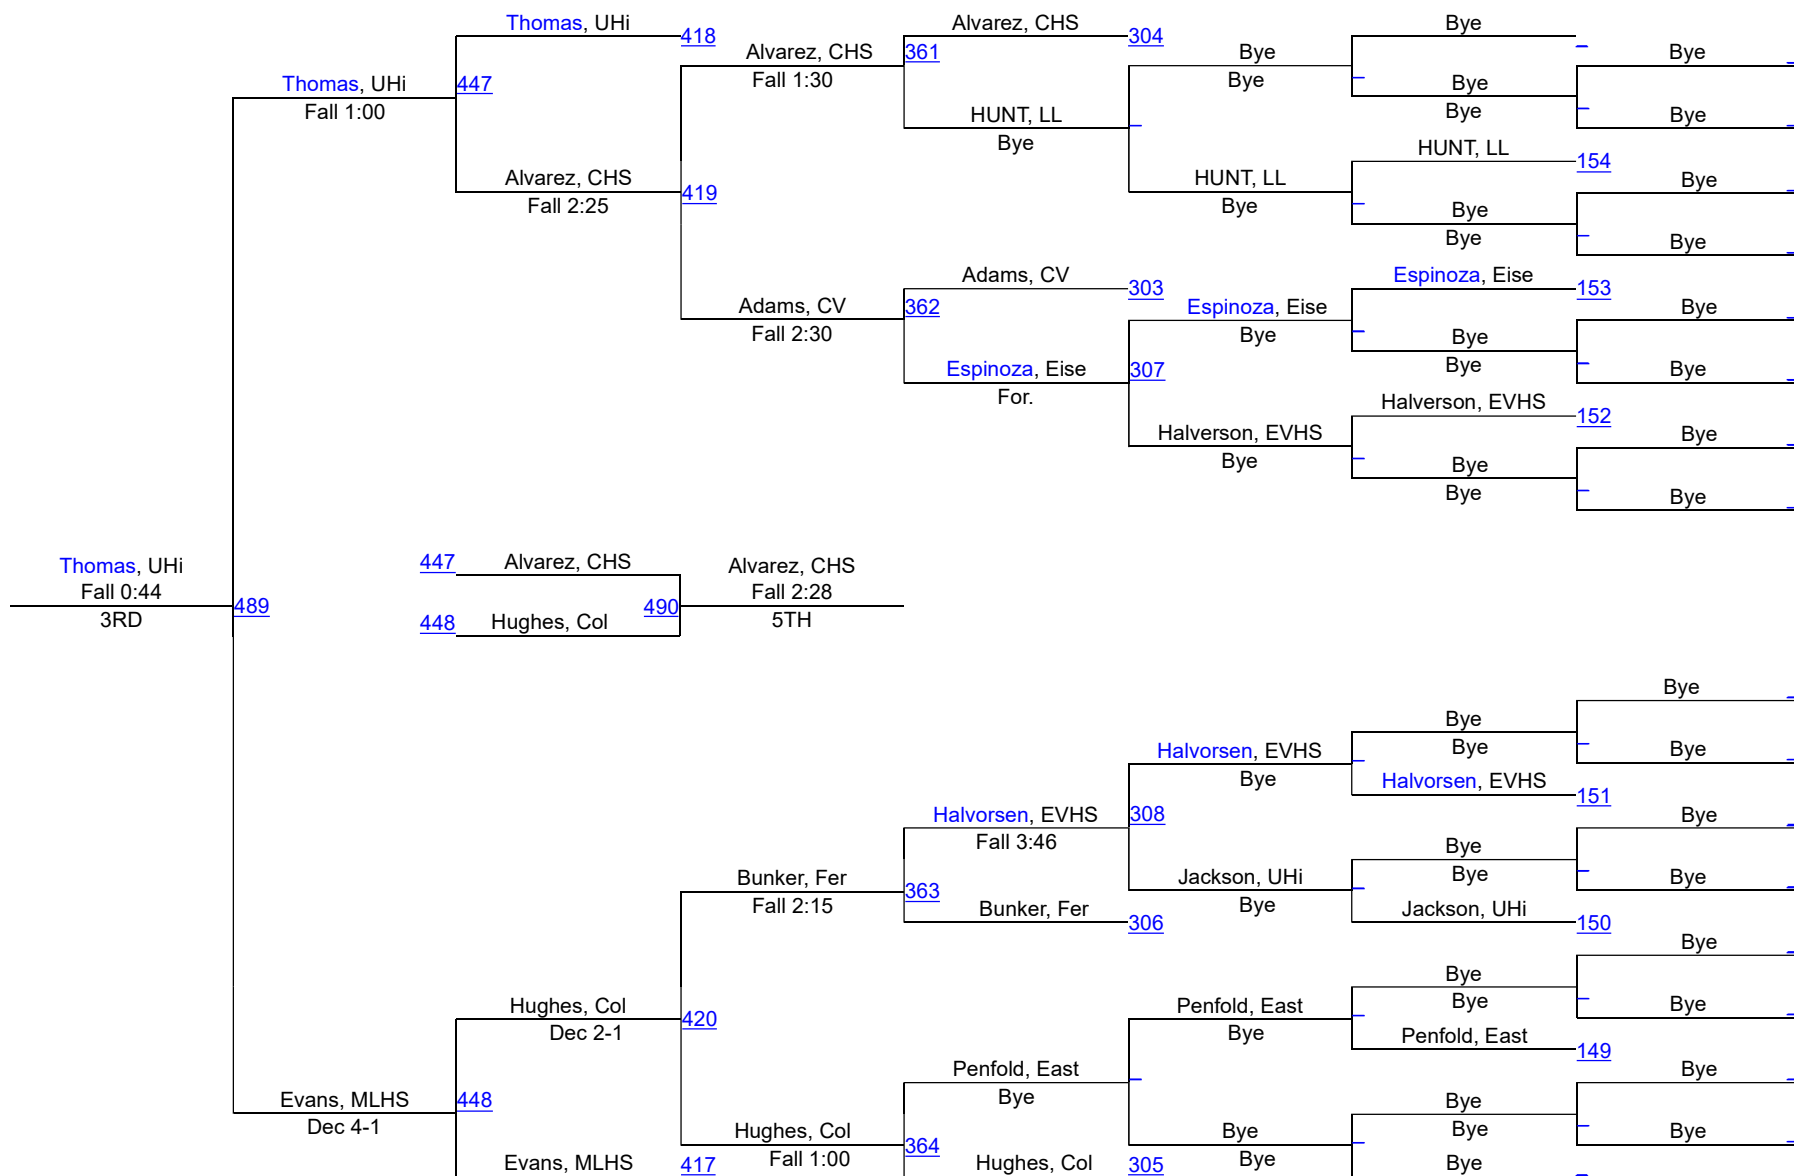 Thomas, UHi
418
Alvarez, CHS
304
Bye
Alvarez, CHS
361
Bye
Bye
Thomas, UHi
447
Fall 1:30
Bye
Bye
Fall 1:00
HUNT, LL
Bye
Bye
Bye
HUNT, LL
154
Alvarez, CHS
419
HUNT, LL
Bye
Fall 2:25
Bye
Bye
Bye
Bye
Adams, CV
303
Espinoza, Eise
153
Adams, CV
362
Espinoza, Eise
Bye
Fall 2:30
Bye
Bye
Espinoza, Eise
307
Bye
Bye
For.
Halverson, EVHS
152
Halverson, EVHS
Bye
Bye
Bye
Bye
Bye
Thomas, UHi
447
Alvarez, CHS
Alvarez, CHS
Fall 0:44
Fall 2:28
489
490
3RD
448
Hughes, Col
5TH
Bye
Bye
Halvorsen, EVHS
Bye
Bye
Bye
Halvorsen, EVHS
151
Halvorsen, EVHS
308
Bye
Fall 3:46
Bye
Bunker, Fer
Jackson, UHi
Bye
Bye
363
Fall 2:15
Bye
Bunker, Fer
306
Jackson, UHi
150
Bye
Bye
Hughes, Col
420
Penfold, East
Bye
Bye
Dec 2-1
Bye
Penfold, East
149
Penfold, East
Bye
Evans, MLHS
448
Bye
Bye
Dec 4-1
Hughes, Col
364
Bye
Bye
Bye
Evans, MLHS
417
Fall 1:00
Hughes, Col
305
Bye
Bye